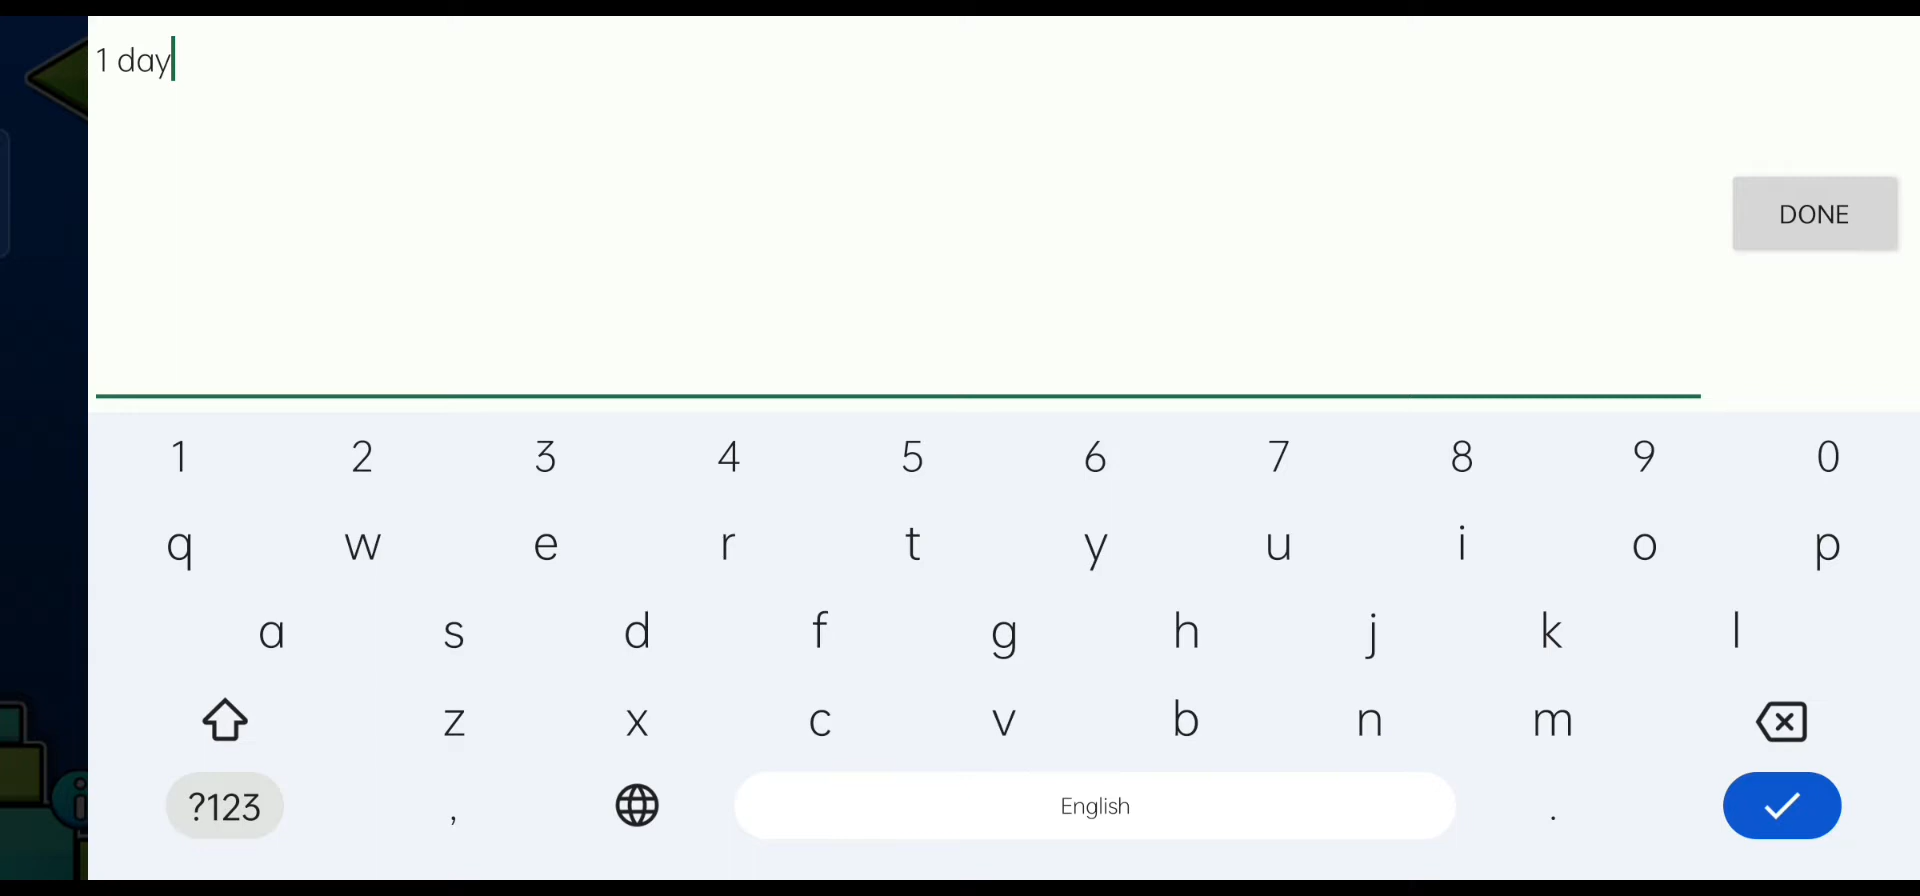 1 day
DONE
1 2 3 4 5 6 7 8 9 0
q w e r t y u i o p
a s d f g h j k l
z x c v b n m
?123 , English .